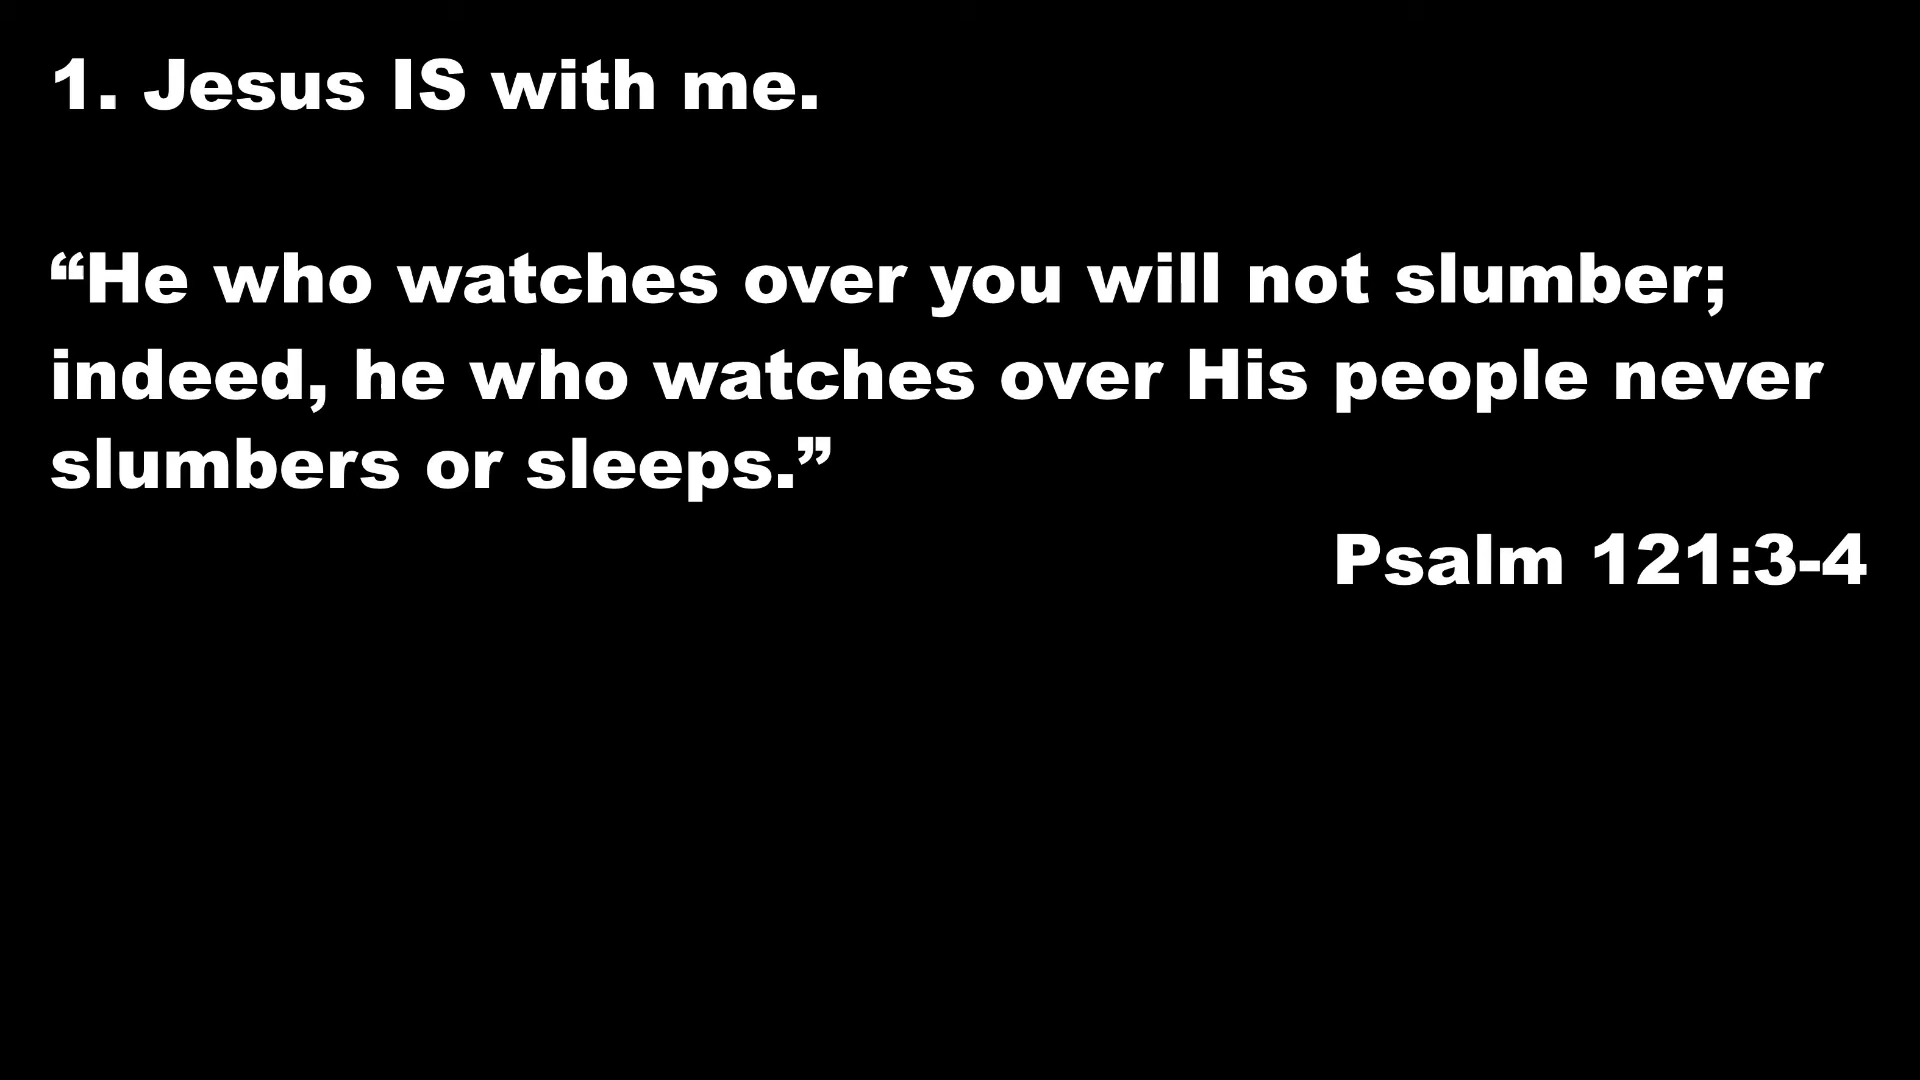 1. Jesus IS with me.
“He who watches over you will not slumber;
indeed, he who watches over His people never
slumbers or sleeps.”
Psalm 121:3-4